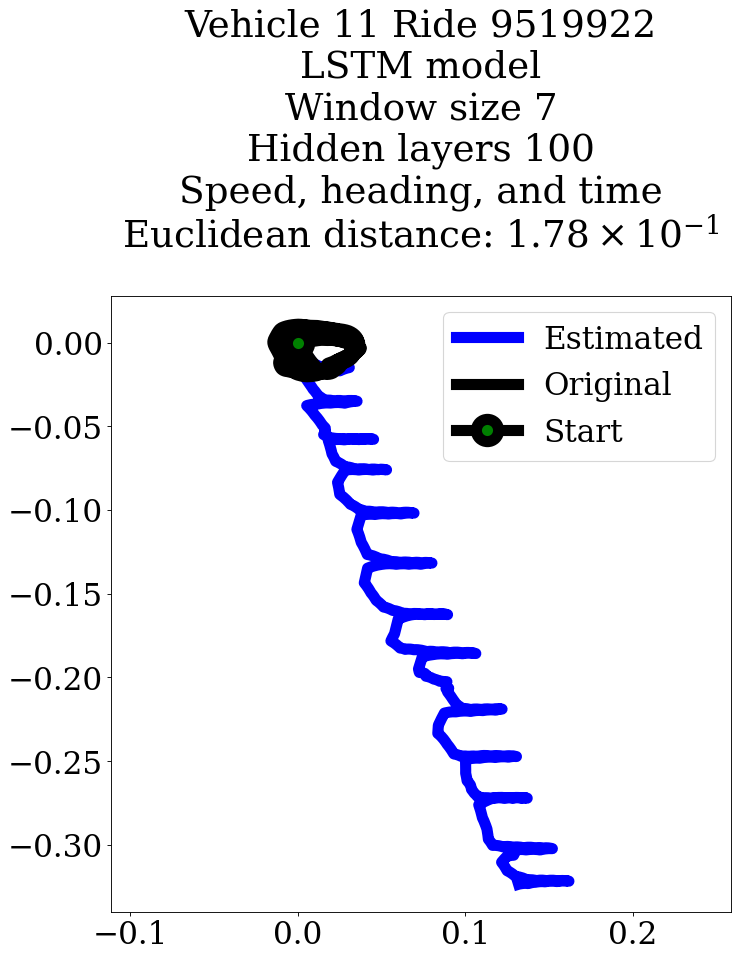 Vehicle 11 Ride 9519922
LSTM model
Window size 7
Hidden layers 100
Speed, heading, and time
Euclidean distance: 1.78 × 10⁻¹
Estimated
Original
Start
0.00
−0.05
−0.10
−0.15
−0.20
−0.25
−0.30
−0.1 0.0 0.1 0.2